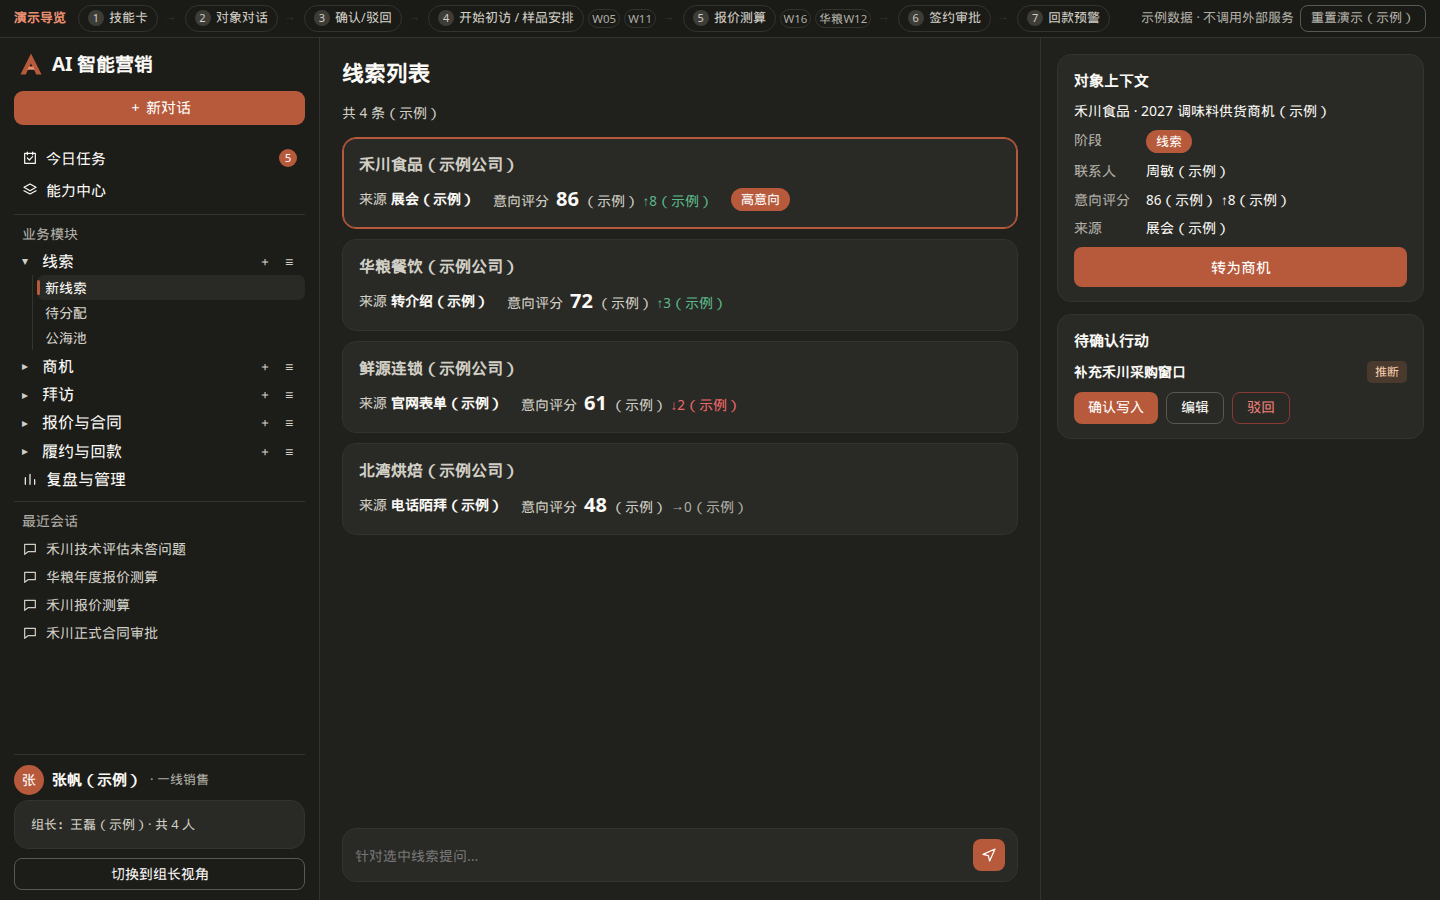 演示导览 1 技能卡 → 2 对象对话 → 3 确认/驳回 → 4 开始初访 / 样品安排 W05 W11 → 5 报价测算 W16 华粮W12 → 6 签约审批 → 7 回款预警 示例数据 · 不调用外部服务 重置演示（示例）
AI 智能营销
+ 新对话
今日任务 5
能力中心
业务模块
▾ 线索 + ≡
新线索
待分配
公海池
▸ 商机 + ≡
▸ 拜访 + ≡
▸ 报价与合同 + ≡
▸ 履约与回款 + ≡
复盘与管理
最近会话
禾川技术评估未答问题
华粮年度报价测算
禾川报价测算
禾川正式合同审批
张 张帆（示例） · 一线销售
组长：王磊（示例）· 共 4 人
切换到组长视角
线索列表
共 4 条（示例）
禾川食品（示例公司）
来源 展会（示例） 意向评分 86 （示例） ↑8（示例） 高意向
华粮餐饮（示例公司）
来源 转介绍（示例） 意向评分 72 （示例） ↑3（示例）
鲜源连锁（示例公司）
来源 官网表单（示例） 意向评分 61 （示例） ↓2（示例）
北湾烘焙（示例公司）
来源 电话陌拜（示例） 意向评分 48 （示例） →0（示例）
针对选中线索提问...
对象上下文
禾川食品 · 2027 调味料供货商机（示例）
阶段 线索
联系人 周敏（示例）
意向评分 86（示例）↑8（示例）
来源 展会（示例）
转为商机
待确认行动
补充禾川采购窗口 推断
确认写入 编辑 驳回